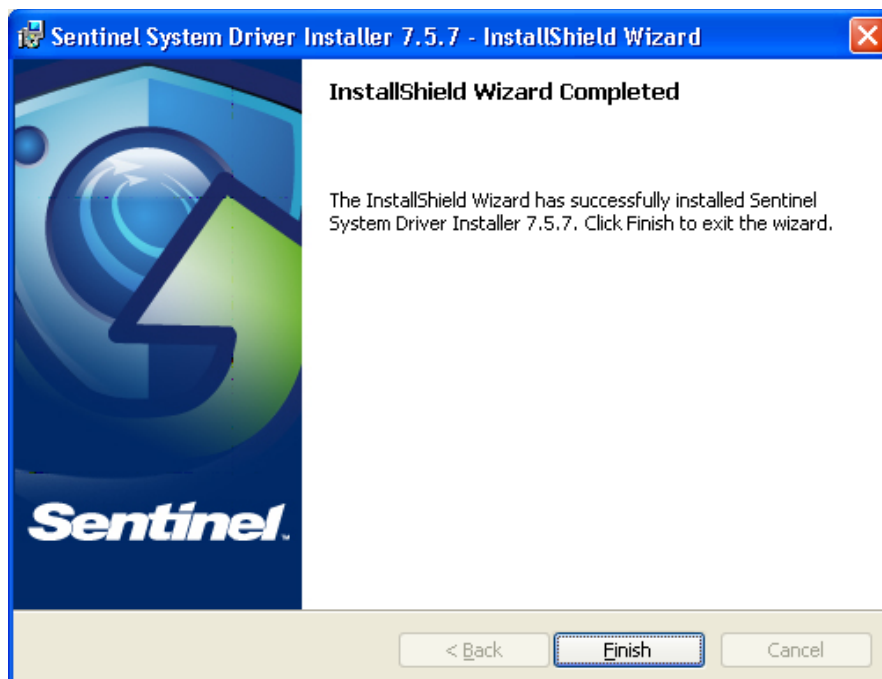 Sentinel System Driver Installer 7.5.7 - InstallShield Wizard
InstallShield Wizard Completed
The InstallShield Wizard has successfully installed Sentinel
System Driver Installer 7.5.7. Click Finish to exit the wizard.
Sentinel™
< Back
Finish
Cancel